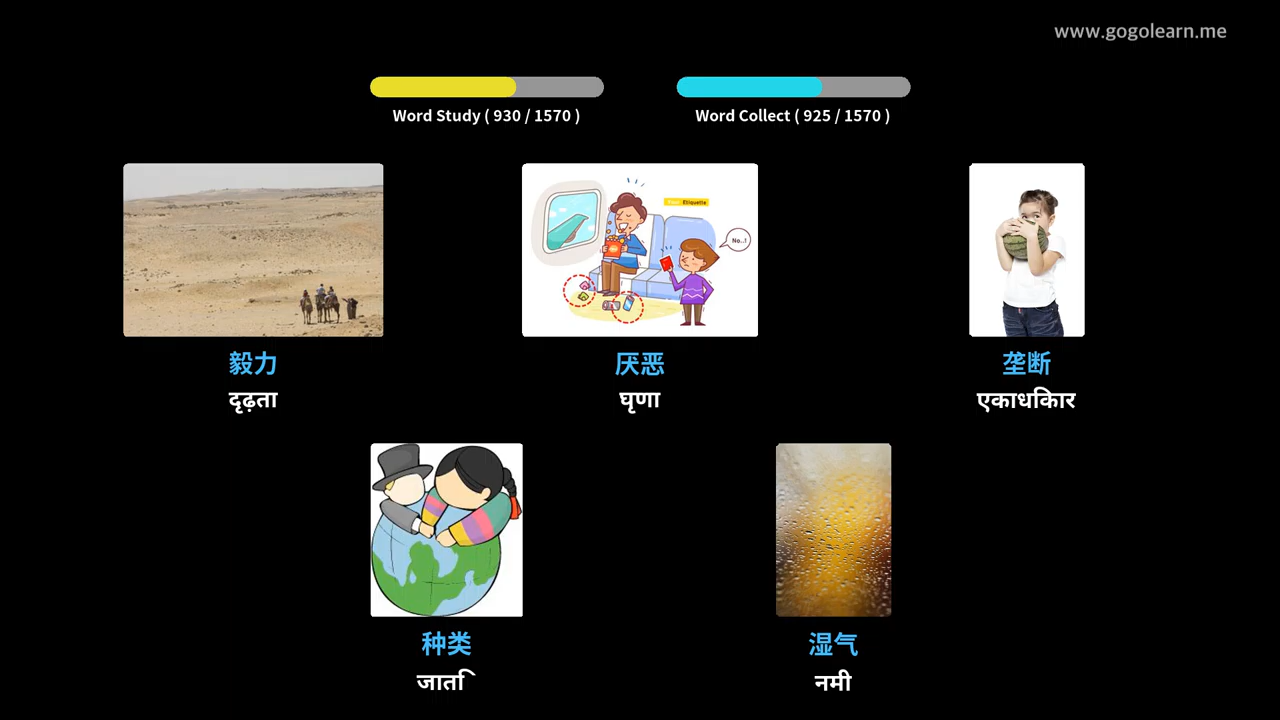 www.gogolearn.me
Word Study ( 930 / 1570 )
Word Collect ( 925 / 1570 )
Etiquette
No..!
毅力
दृढ़ता
厌恶
घृणा
垄断
एकाधिकार
种类
जाति
湿气
नमी